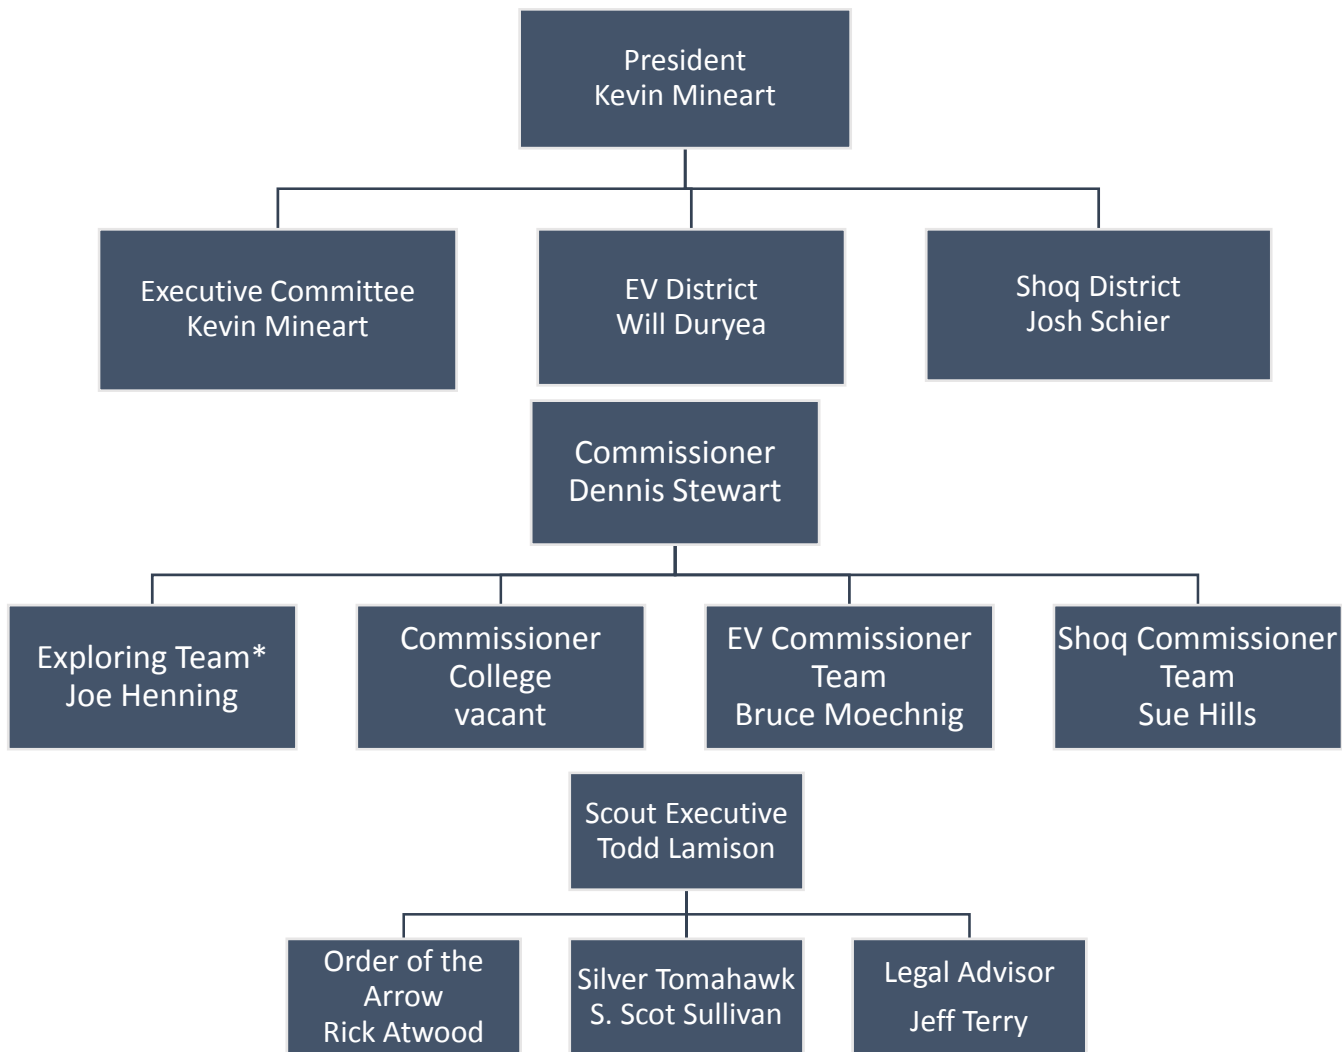 President
Kevin Mineart
Executive Committee
Kevin Mineart
EV District
Will Duryea
Shoq District
Josh Schier
Commissioner
Dennis Stewart
Exploring Team*
Joe Henning
Commissioner
College
vacant
EV Commissioner
Team
Bruce Moechnig
Shoq Commissioner
Team
Sue Hills
Scout Executive
Todd Lamison
Order of the
Arrow
Rick Atwood
Silver Tomahawk
S. Scot Sullivan
Legal Advisor
Jeff Terry